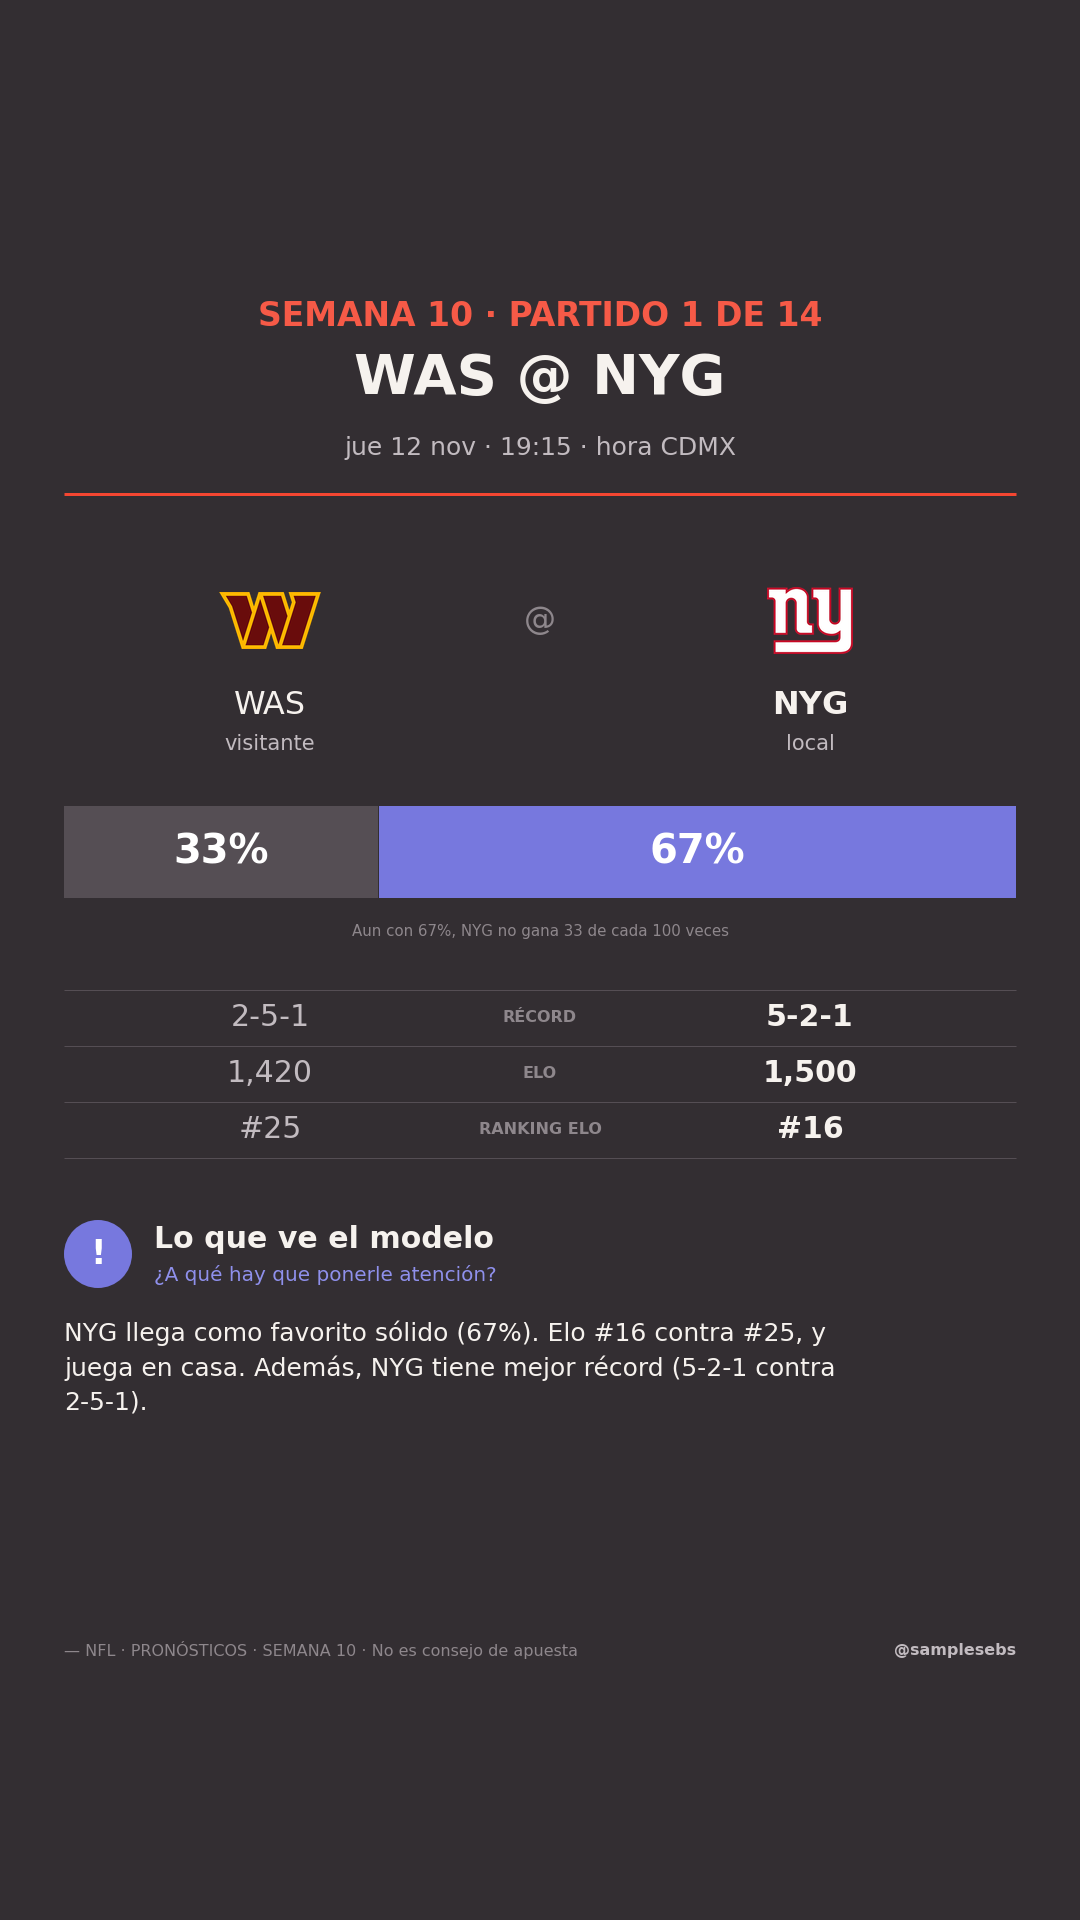 SEMANA 10 · PARTIDO 1 DE 14
WAS @ NYG
jue 12 nov · 19:15 · hora CDMX
W @ ny
WAS NYG
visitante local
33% 67%
Aun con 67%, NYG no gana 33 de cada 100 veces
2-5-1 RÉCORD 5-2-1
1,420 ELO 1,500
#25 RANKING ELO #16
! Lo que ve el modelo
¿A qué hay que ponerle atención?
NYG llega como favorito sólido (67%). Elo #16 contra #25, y
juega en casa. Además, NYG tiene mejor récord (5-2-1 contra
2-5-1).
— NFL · PRONÓSTICOS · SEMANA 10 · No es consejo de apuesta @samplesebs